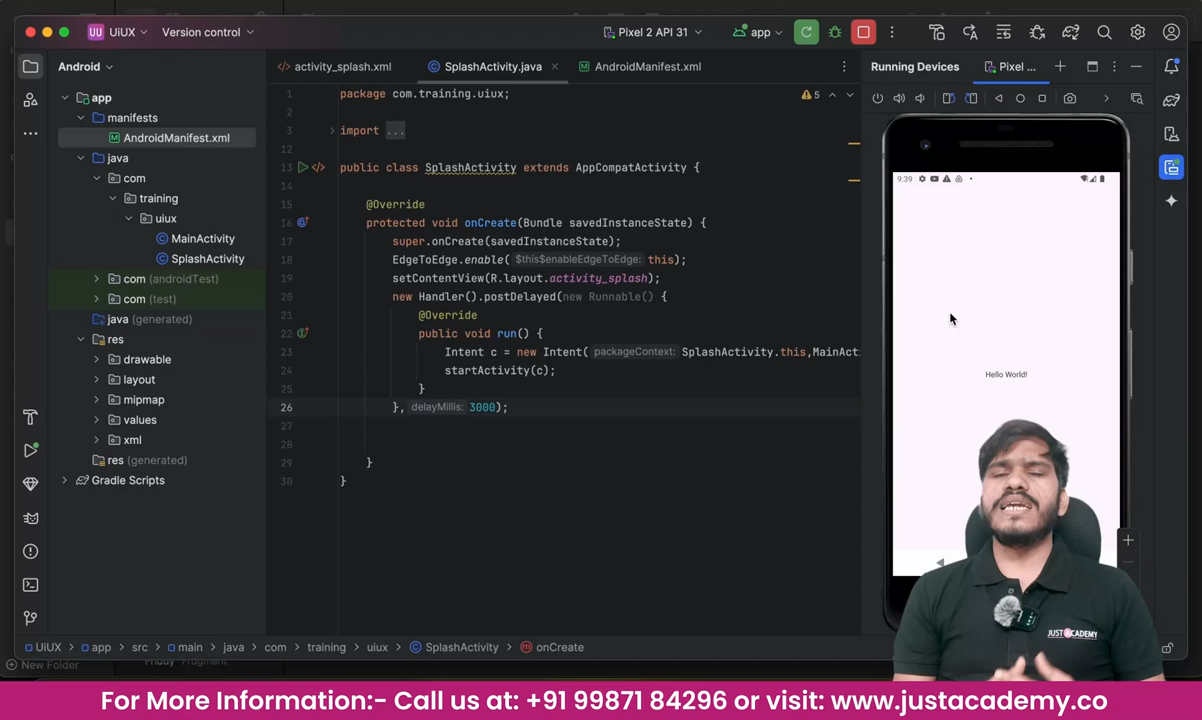 UU UiUX Version control Pixel 2 API 31 app
Android activity_splash.xml SplashActivity.java AndroidManifest.xml Running Devices Pixel ...
app
manifests
AndroidManifest.xml
java
com
training
uiux
MainActivity
SplashActivity
com (androidTest)
com (test)
java (generated)
res
drawable
layout
mipmap
values
xml
res (generated)
Gradle Scripts
5
1 package com.training.uiux;
2
3 import ...
12
13 public class SplashActivity extends AppCompatActivity {
14
15 @Override
16 protected void onCreate(Bundle savedInstanceState) {
17 super.onCreate(savedInstanceState);
18 EdgeToEdge.enable( $this$enableEdgeToEdge: this);
19 setContentView(R.layout.activity_splash);
20 new Handler().postDelayed(new Runnable() {
21 @Override
22 public void run() {
23 Intent c = new Intent( packageContext: SplashActivity.this,MainActi
24 startActivity(c);
25 }
26 }, delayMillis: 3000);
27
28
29 }
30 }
9:39
Hello World!
JUSTACADEMY
UiUX app src main java com training uiux SplashActivity onCreate
New Folder Friday Fragment
For More Information:- Call us at: +91 99871 84296 or visit: www.justacademy.co